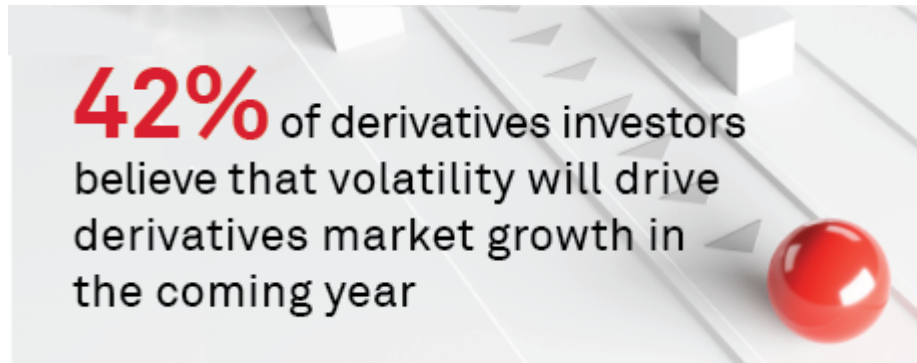 42% of derivatives investors
believe that volatility will drive
derivatives market growth in
the coming year